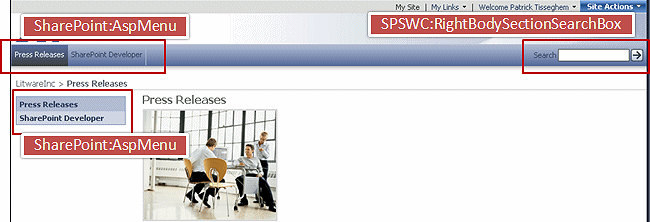 My Site | My Links | Welcome Patrick Tisseghem | Site Actions
SharePoint:AspMenu
SPSWC:RightBodySectionSearchBox
Press Releases SharePoint Developer
Search
LitwareInc > Press Releases
Press Releases
SharePoint Developer
Press Releases
SharePoint:AspMenu